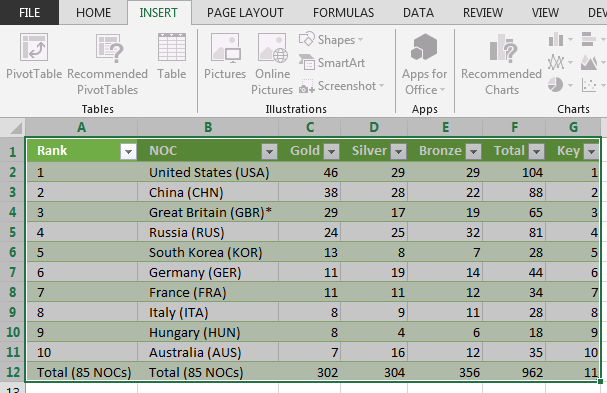 FILE HOME INSERT PAGE LAYOUT FORMULAS DATA REVIEW VIEW DEV
PivotTable Recommended PivotTables Table
Tables
Pictures Online Pictures
Shapes
SmartArt
Screenshot
Illustrations
Apps for Office
Apps
Recommended Charts
Charts
A B C D E F G
1 Rank NOC Gold Silver Bronze Total Key
2 1 United States (USA) 46 29 29 104 1
3 2 China (CHN) 38 28 22 88 2
4 3 Great Britain (GBR)* 29 17 19 65 3
5 4 Russia (RUS) 24 25 32 81 4
6 5 South Korea (KOR) 13 8 7 28 5
7 6 Germany (GER) 11 19 14 44 6
8 7 France (FRA) 11 11 12 34 7
9 8 Italy (ITA) 8 9 11 28 8
10 9 Hungary (HUN) 8 4 6 18 9
11 10 Australia (AUS) 7 16 12 35 10
12 Total (85 NOCs) Total (85 NOCs) 302 304 356 962 11